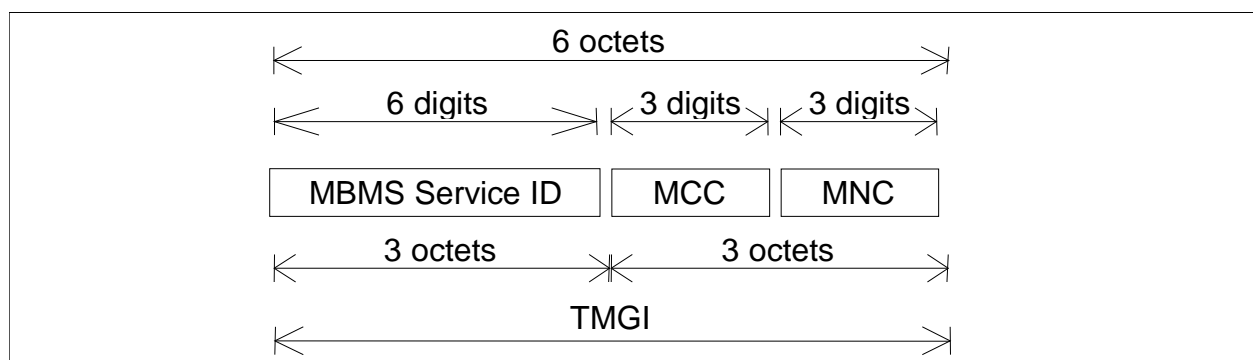 6 octets
6 digits 3 digits 3 digits
MBMS Service ID MCC MNC
3 octets 3 octets
TMGI